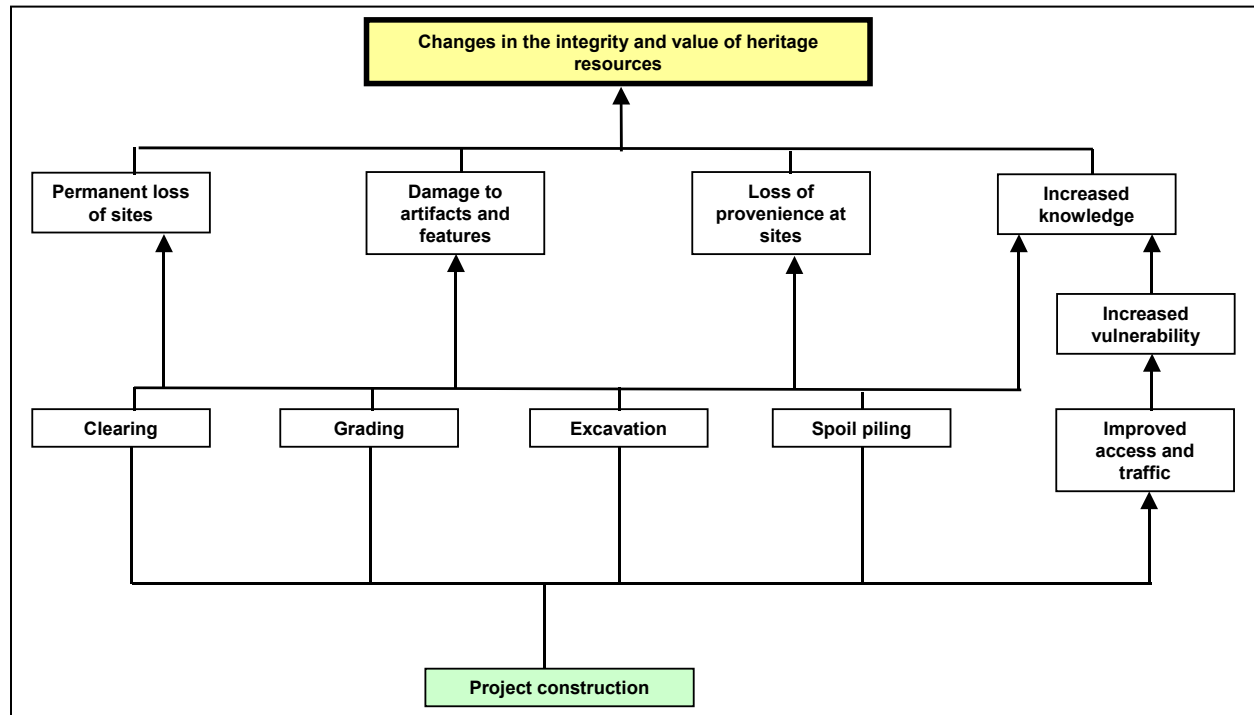 Changes in the integrity and value of heritage
resources
Permanent loss
of sites
Damage to
artifacts and
features
Loss of
provenience at
sites
Increased
knowledge
Increased
vulnerability
Clearing
Grading
Excavation
Spoil piling
Improved
access and
traffic
Project construction